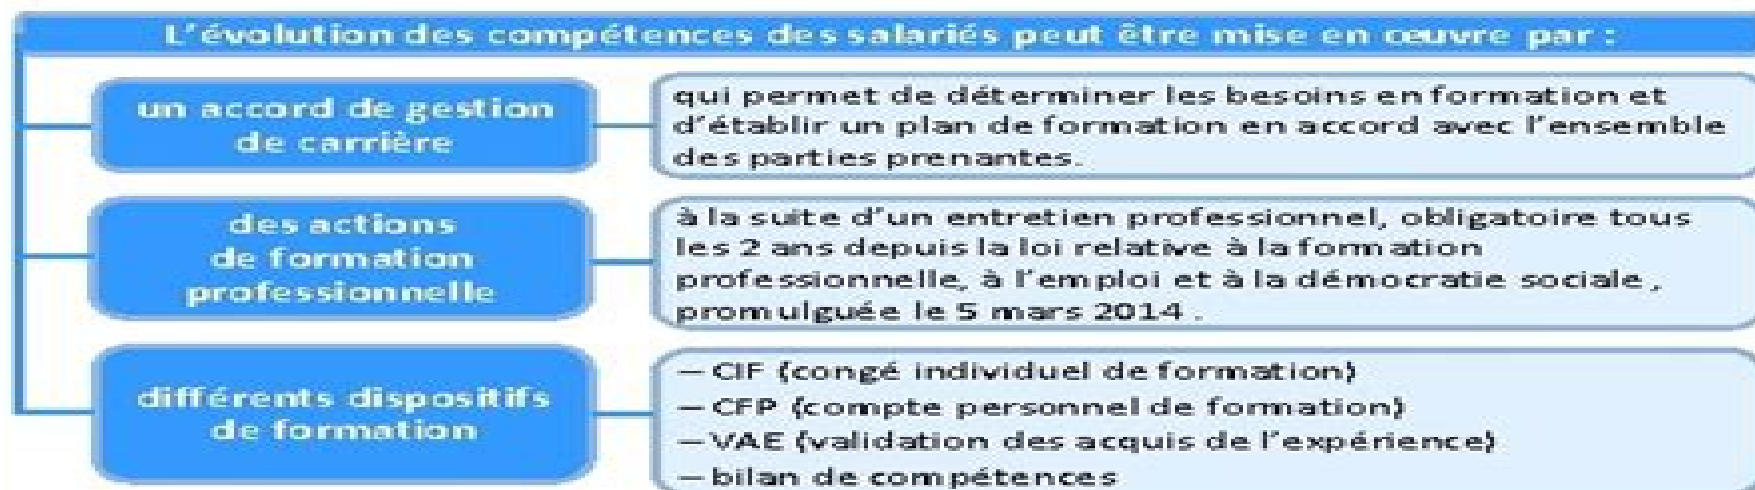 L'évolution des compétences des salariés peut être mise en œuvre par :
un accord de gestion
de carrière
qui permet de déterminer les besoins en formation et
d'établir un plan de formation en accord avec l'ensemble
des parties prenantes.
des actions
de formation
professionnelle
à la suite d'un entretien professionnel, obligatoire tous
les 2 ans depuis la loi relative à la formation
professionnelle, à l'emploi et à la démocratie sociale,
promulguée le 5 mars 2014 .
différents dispositifs
de formation
— CIF (congé individuel de formation)
— CFP (compte personnel de formation)
— VAE (validation des acquis de l'expérience)
— bilan de compétences